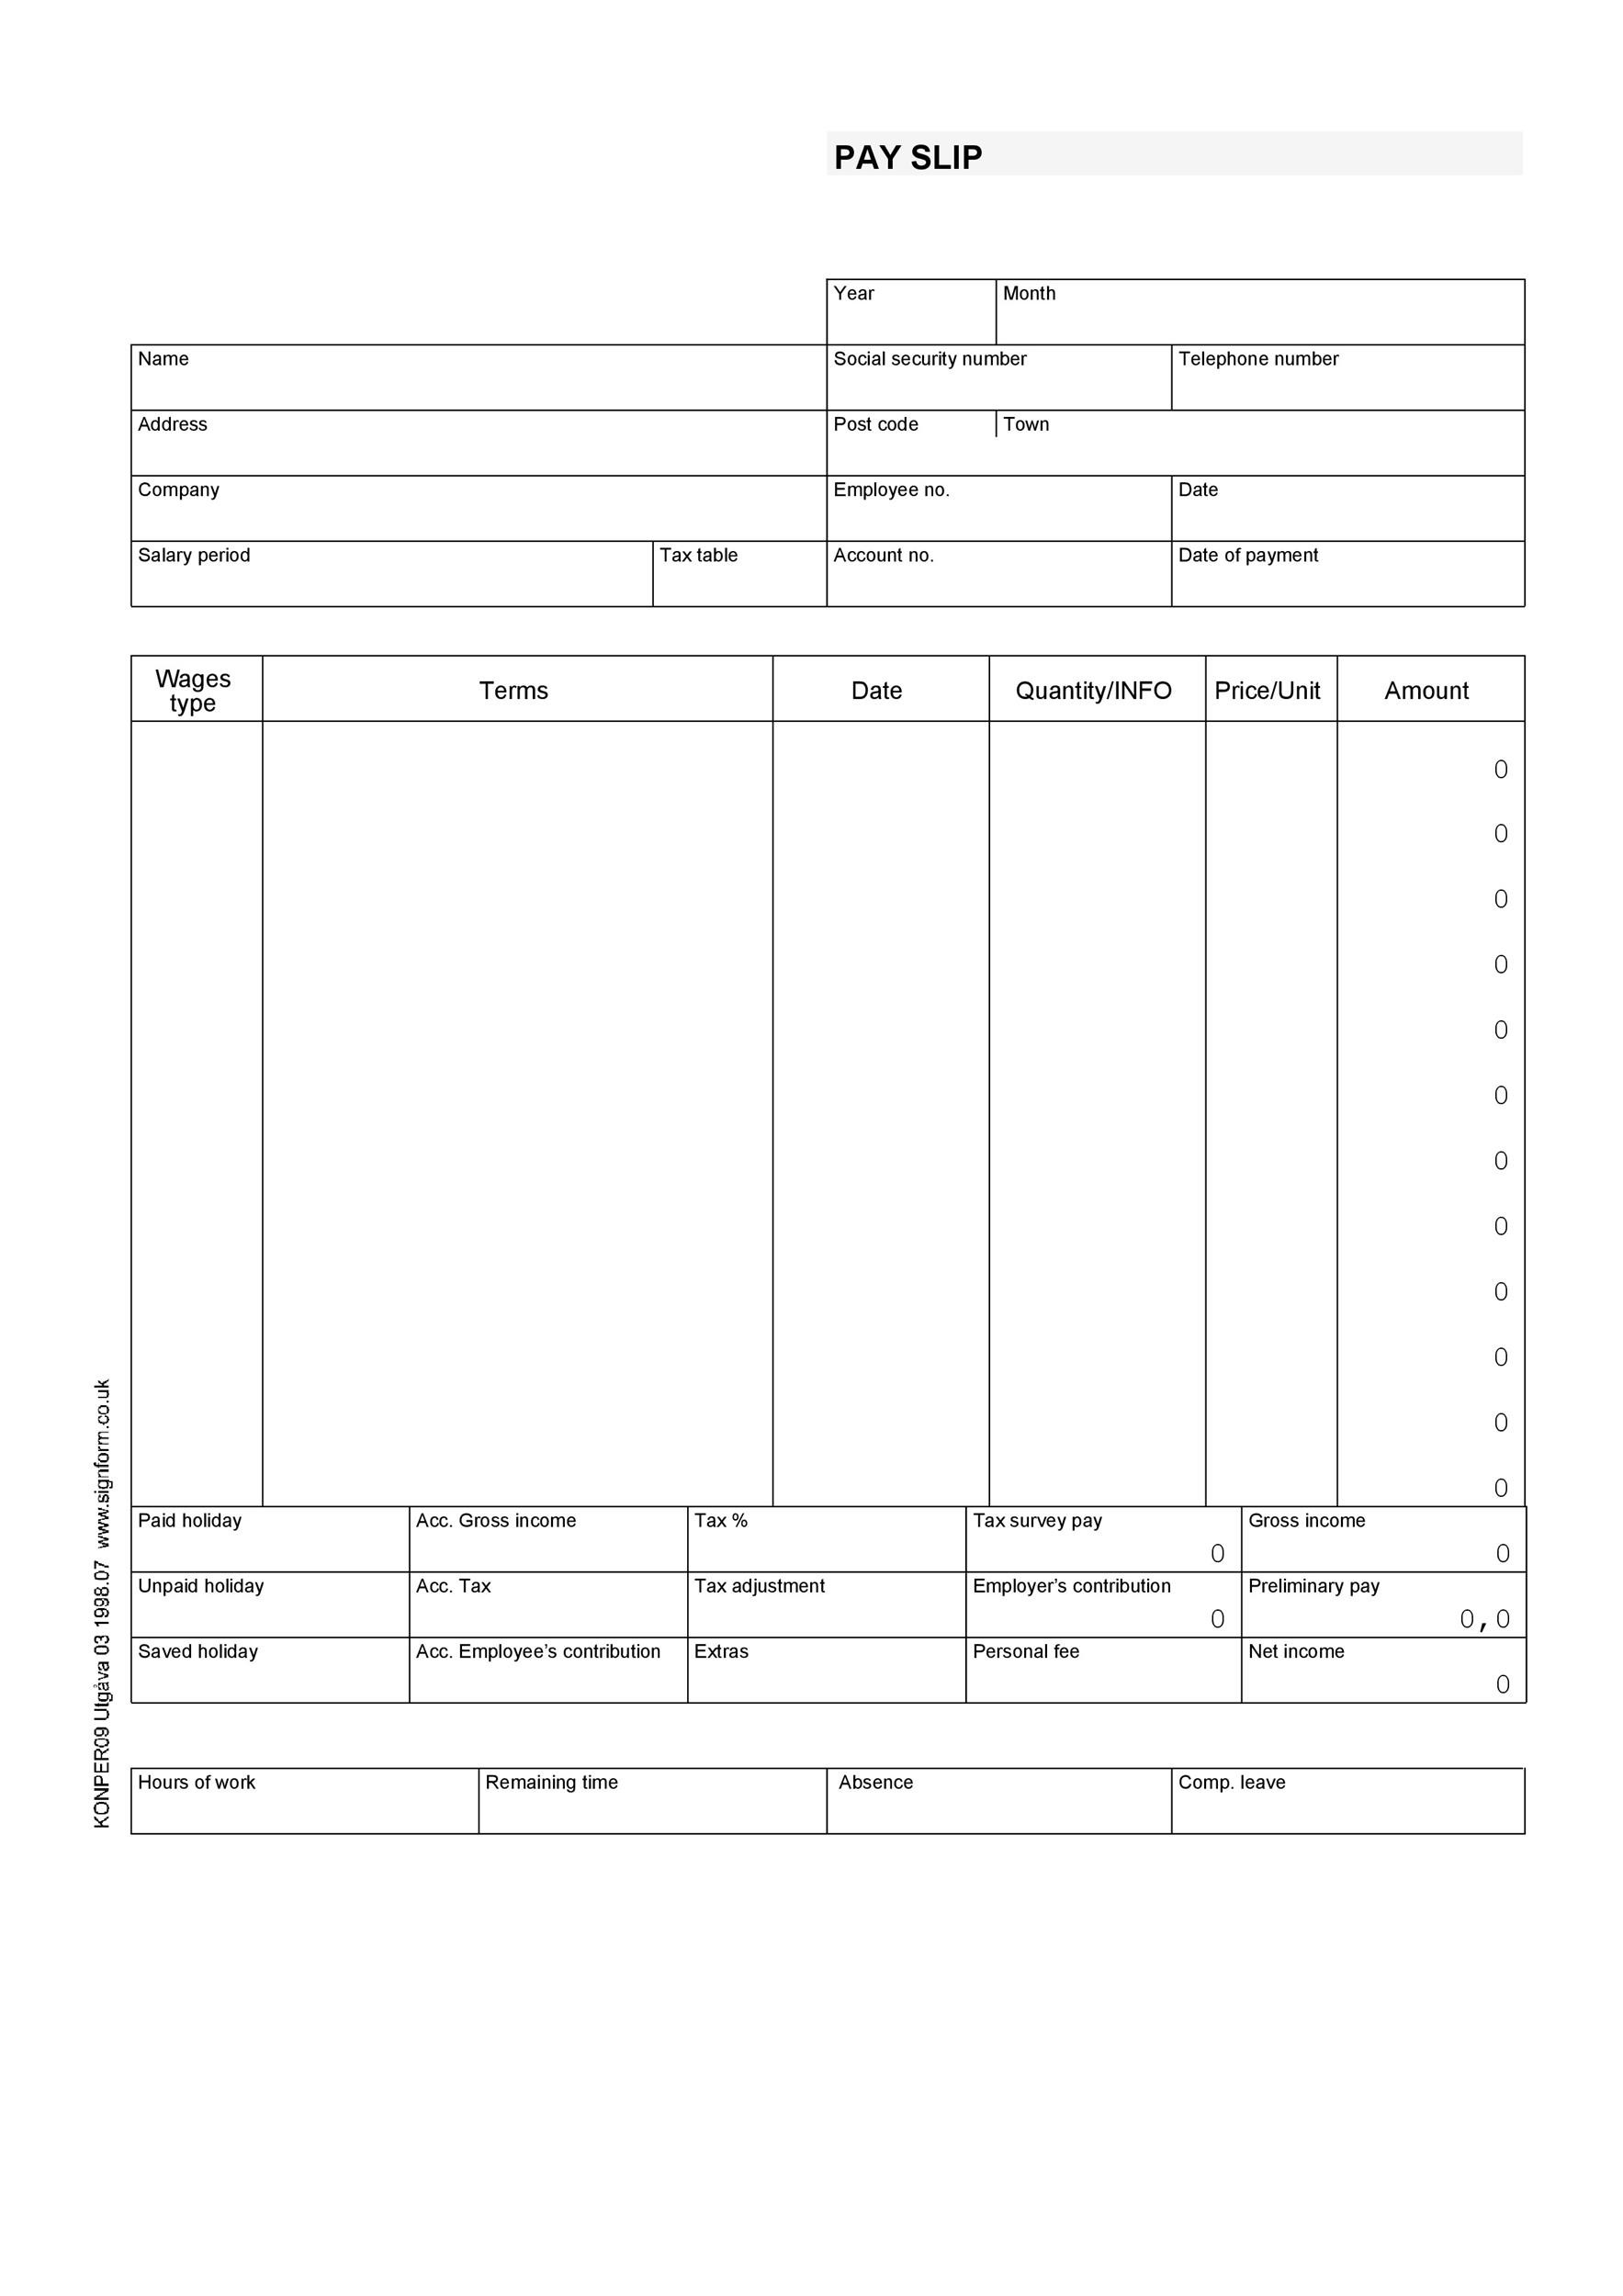 PAY SLIP
Year Month
Name Social security number Telephone number
Address Post code Town
Company Employee no. Date
Salary period Tax table Account no. Date of payment
Wages type Terms Date Quantity/INFO Price/Unit Amount
0
0
0
0
0
0
0
0
0
0
0
0
Paid holiday Acc. Gross income Tax % Tax survey pay Gross income
0 0
Unpaid holiday Acc. Tax Tax adjustment Employer’s contribution Preliminary pay
0 0,0
Saved holiday Acc. Employee’s contribution Extras Personal fee Net income
0
Hours of work Remaining time Absence Comp. leave
KONPER09 Utgåva 03 1998.07 www.signform.co.uk